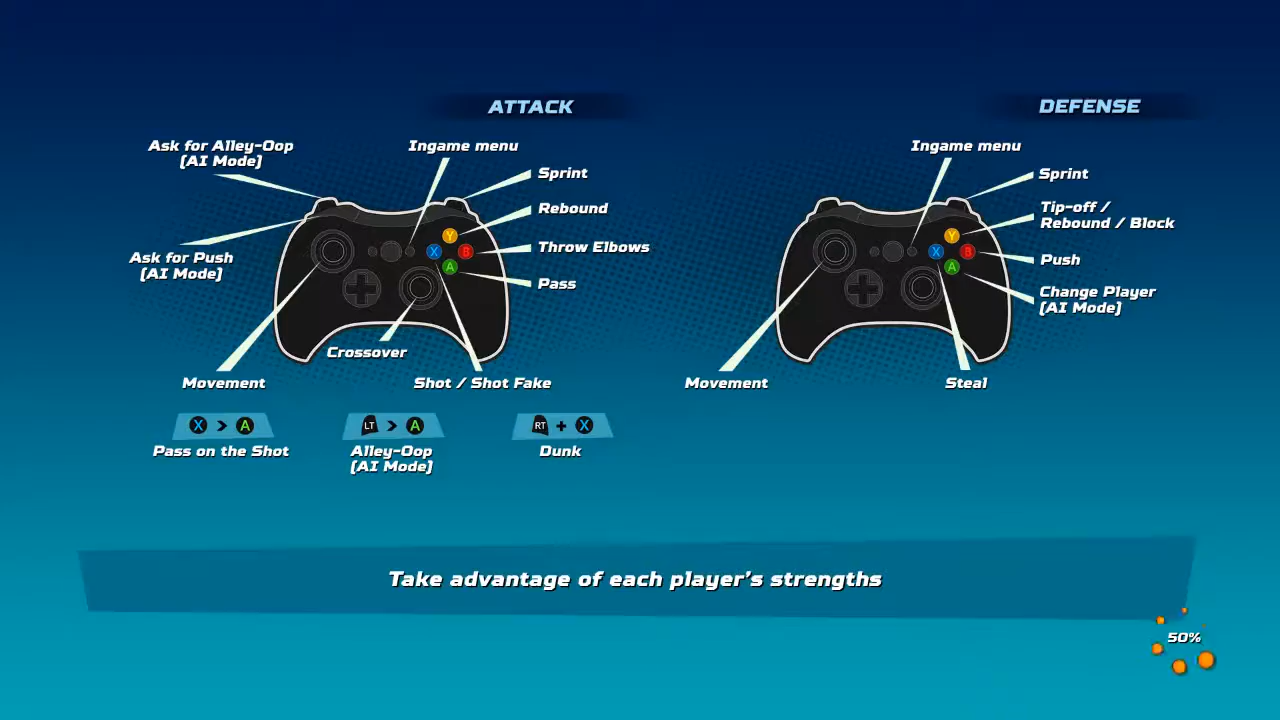 ATTACK
DEFENSE
Ask for Alley-Oop
[AI Mode]
Ingame menu
Sprint
Rebound
Throw Elbows
Pass
Ask for Push
[AI Mode]
Crossover
Movement
Shot / Shot Fake
Y
X
B
A
Ingame menu
Sprint
Tip-off /
Rebound / Block
Push
Change Player
[AI Mode]
Movement
Steal
Y
X
B
A
X > A
Pass on the Shot
LT > A
Alley-Oop
[AI Mode]
RT + X
Dunk
Take advantage of each player's strengths
50%